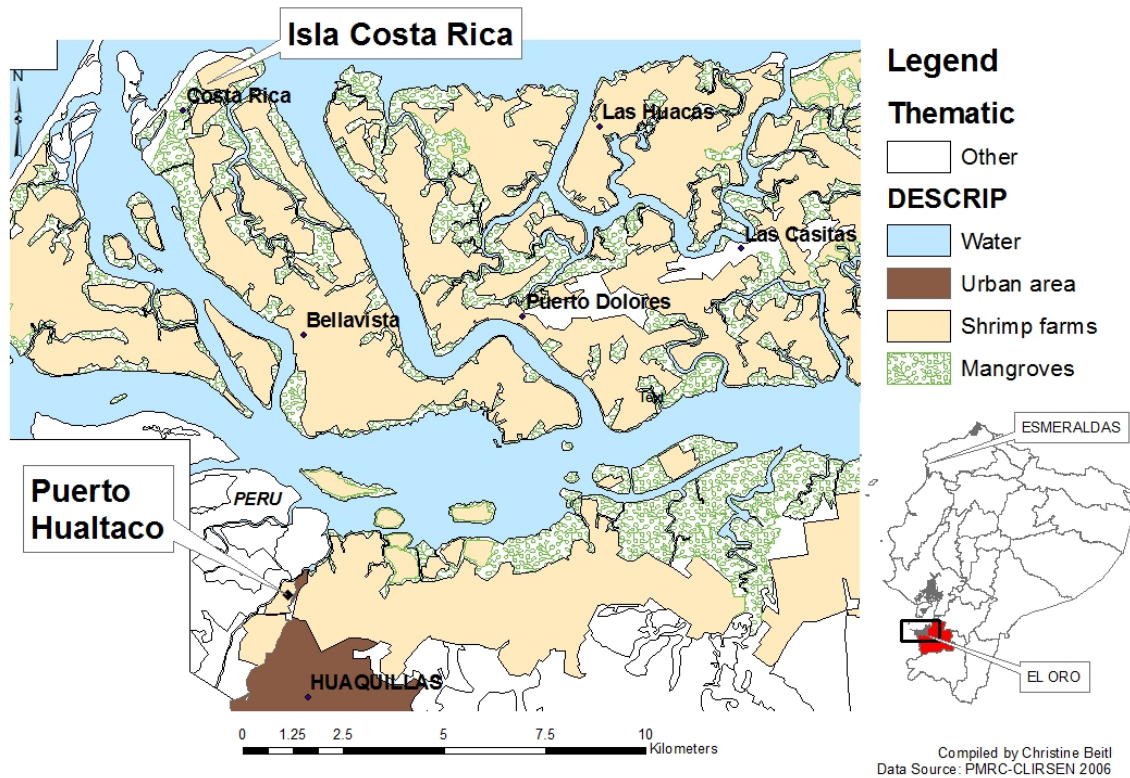 Isla Costa Rica
N
Costa Rica
Las Huacas
Las Casitas
Puerto Dolores
Bellavista
Text
PERU
Puerto
Hualtaco
HUAQUILLAS
0 1.25 2.5 5 7.5 10
Kilometers
Legend
Thematic
Other
DESCRIP
Water
Urban area
Shrimp farms
Mangroves
ESMERALDAS
EL ORO
Compiled by Christine Beitl
Data Source: PMRC-CLIRSEN 2006